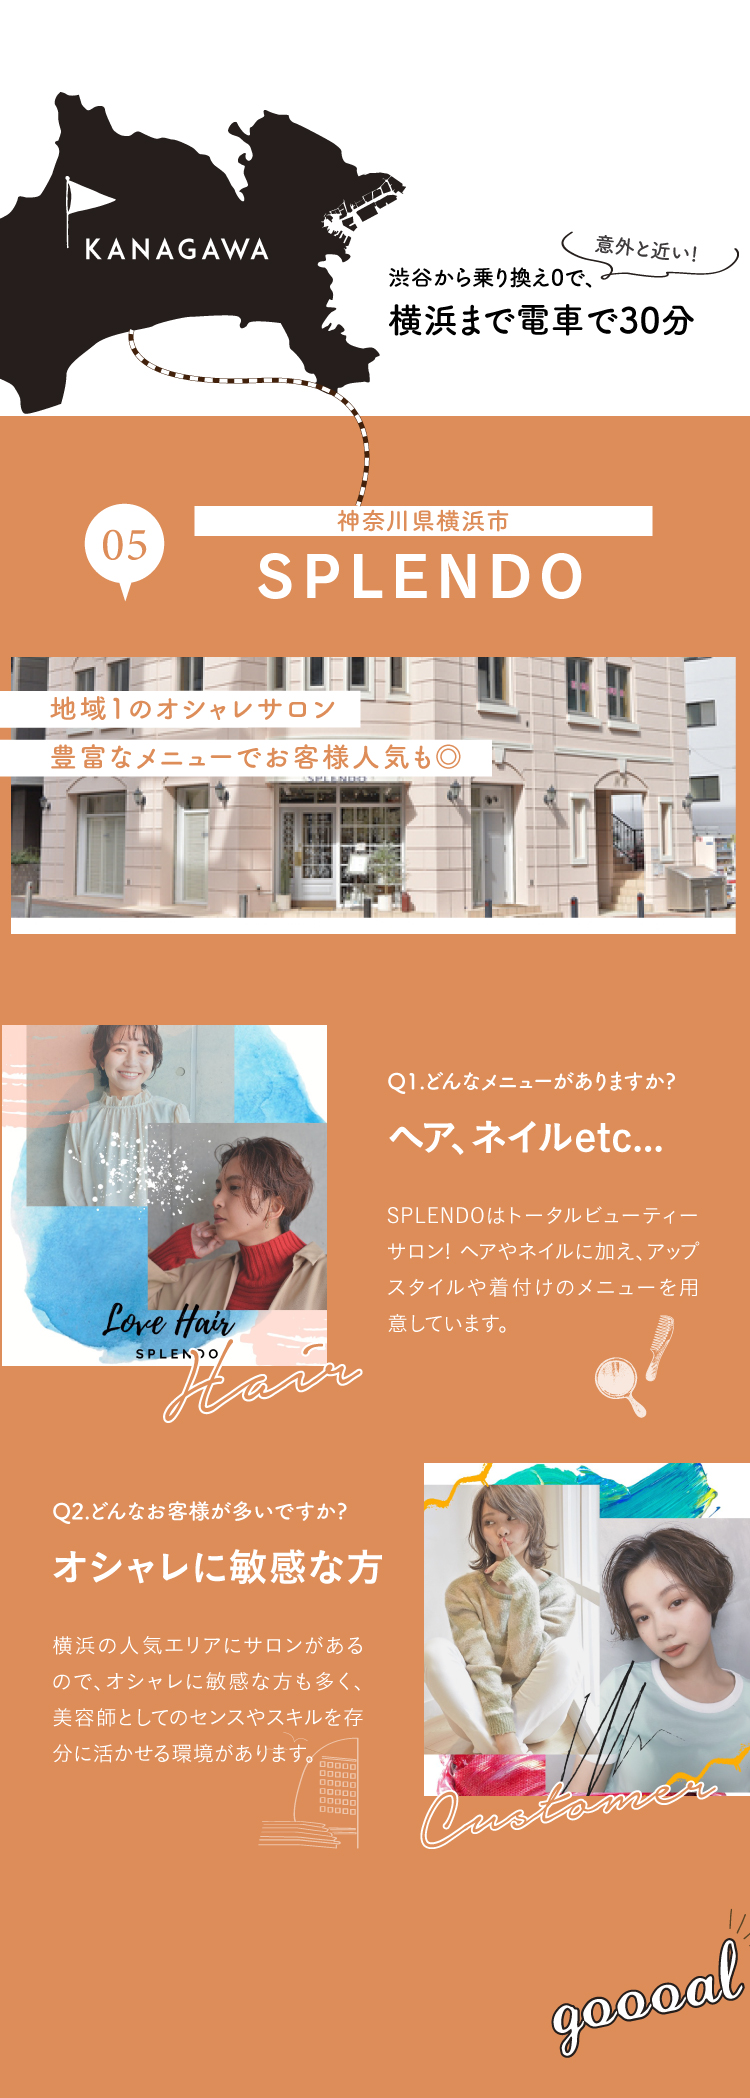 KANAGAWA
意外と近い!
渋谷から乗り換え0で、
横浜まで電車で30分
05
神奈川県横浜市
SPLENDO
地域1のオシャレサロン
豊富なメニューでお客様人気も◎
SPLENDO
Love Hair
SPLENDO
Hair
Q1.どんなメニューがありますか?
ヘア、ネイルetc...
SPLENDOはトータルビューティー
サロン! ヘアやネイルに加え、アップ
スタイルや着付けのメニューを用
意しています。
Q2.どんなお客様が多いですか?
オシャレに敏感な方
横浜の人気エリアにサロンがある
ので、オシャレに敏感な方も多く、
美容師としてのセンスやスキルを存
分に活かせる環境があります。
Customer
goooal